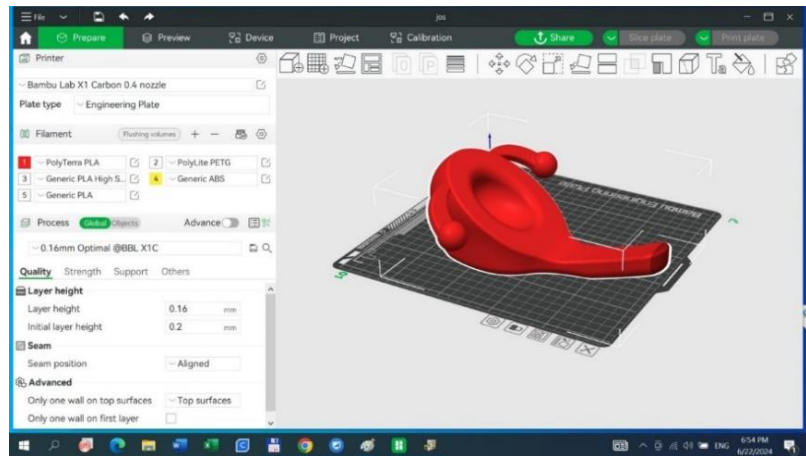 File
jos
Prepare
Preview
Device
Project
Calibration
Share
Slice plate
Print plate
Printer
Bambu Lab X1 Carbon 0.4 nozzle
Plate type
Engineering Plate
Filament
Flushing volumes
1 PolyTerra PLA
2 PolyLite PETG
3 Generic PLA High S...
4 Generic ABS
5 Generic PLA
Process
Global Objects
Advance
0.16mm Optimal @BBL X1C
Quality Strength Support Others
Layer height
Layer height 0.16 mm
Initial layer height 0.2 mm
Seam
Seam position Aligned
Advanced
Only one wall on top surfaces Top surfaces
Only one wall on first layer
ENG
6:54 PM
6/22/2024